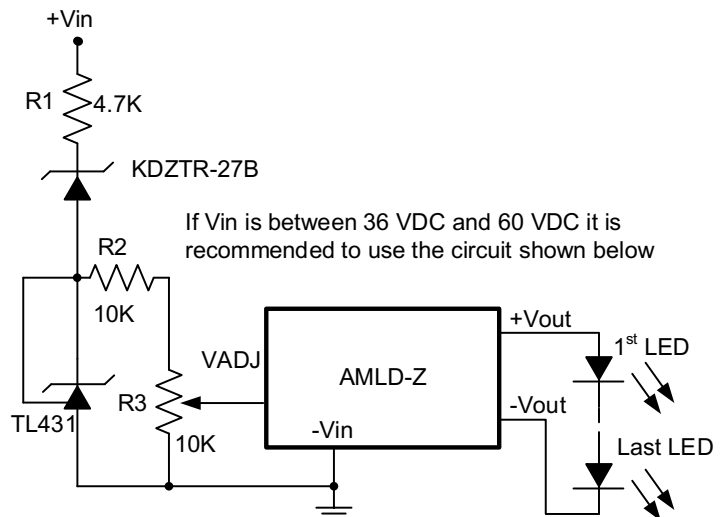 +Vin
R1
4.7K
KDZTR-27B
If Vin is between 36 VDC and 60 VDC it is
recommended to use the circuit shown below
R2
10K
+Vout
1st LED
VADJ
AMLD-Z
R3
-Vout
TL431
10K
-Vin
Last LED